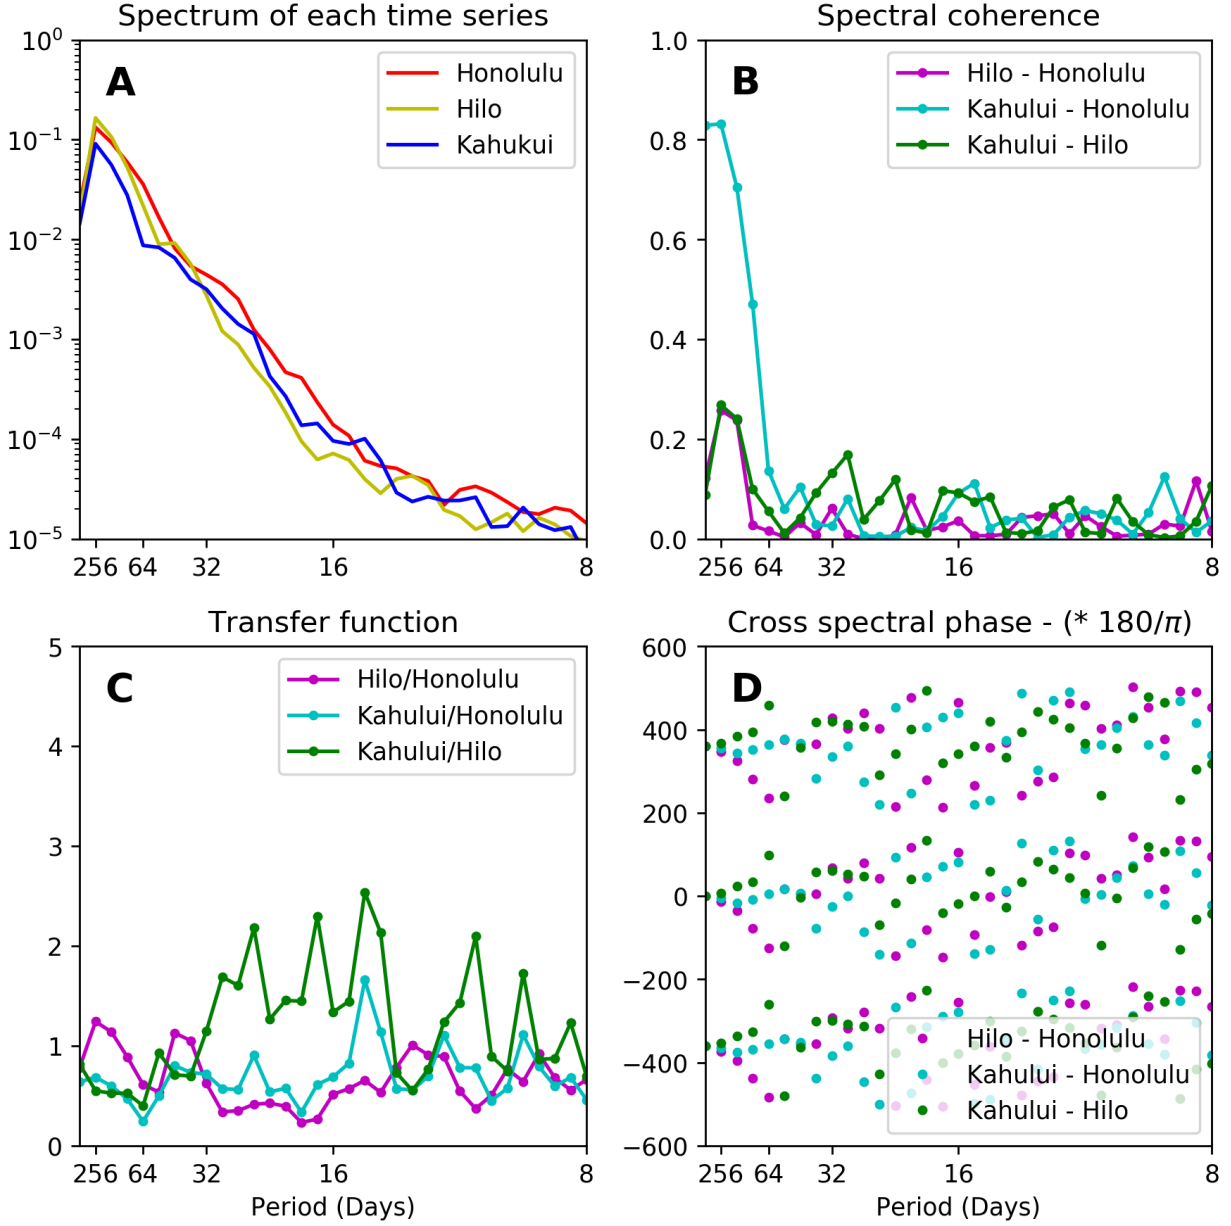 Spectrum of each time series
A
Honolulu
Hilo
Kahukui
10⁰
10⁻¹
10⁻²
10⁻³
10⁻⁴
10⁻⁵
256 64 32 16 8
Spectral coherence
B
Hilo - Honolulu
Kahului - Honolulu
Kahului - Hilo
1.0
0.8
0.6
0.4
0.2
0.0
256 64 32 16 8
Transfer function
C
Hilo/Honolulu
Kahului/Honolulu
Kahului/Hilo
5
4
3
2
1
0
256 64 32 16 8
Period (Days)
Cross spectral phase - (* 180/π)
D
600
400
200
0
−200
−400
−600
Hilo - Honolulu
Kahului - Honolulu
Kahului - Hilo
256 64 32 16 8
Period (Days)